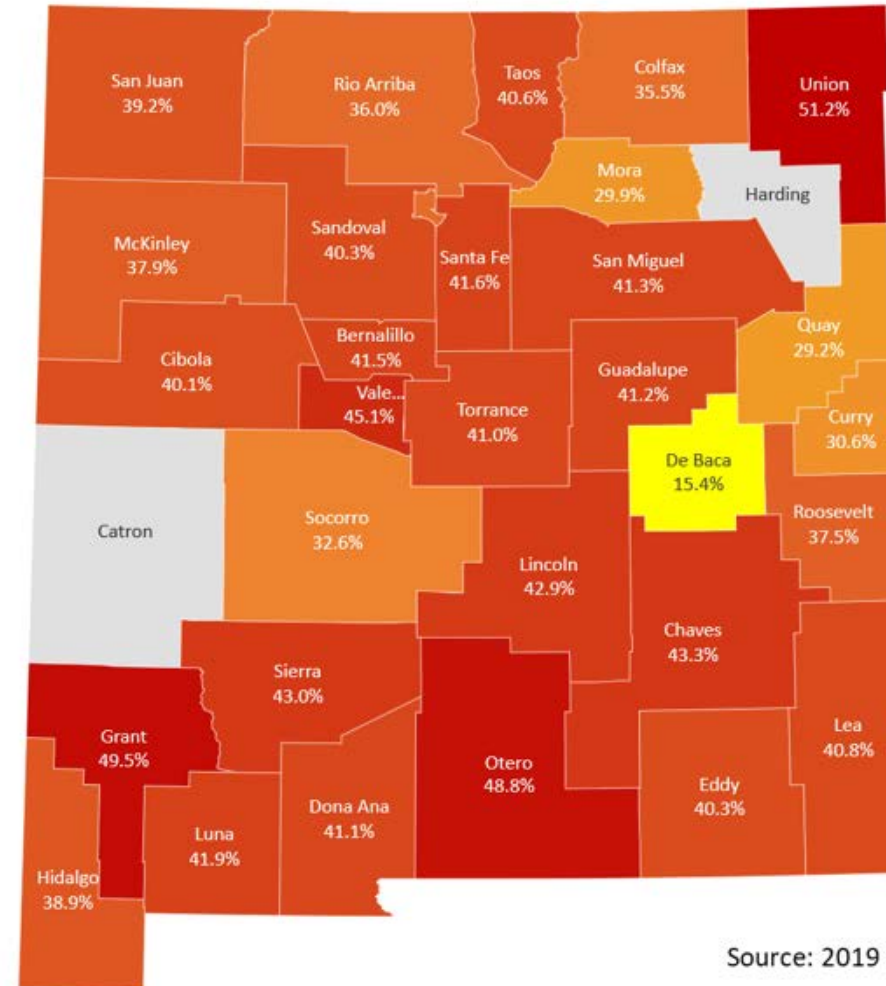 San Juan
39.2%
Rio Arriba
36.0%
Taos
40.6%
Colfax
35.5%
Union
51.2%
Mora
29.9%
Harding
McKinley
37.9%
Sandoval
40.3%
Santa Fe
41.6%
San Miguel
41.3%
Quay
29.2%
Cibola
40.1%
Bernalillo
41.5%
Vale...
45.1%
Torrance
41.0%
Guadalupe
41.2%
Curry
30.6%
De Baca
15.4%
Catron
Socorro
32.6%
Roosevelt
37.5%
Lincoln
42.9%
Chaves
43.3%
Sierra
43.0%
Grant
49.5%
Otero
48.8%
Lea
40.8%
Eddy
40.3%
Dona Ana
41.1%
Luna
41.9%
Hidalgo
38.9%
Source: 2019